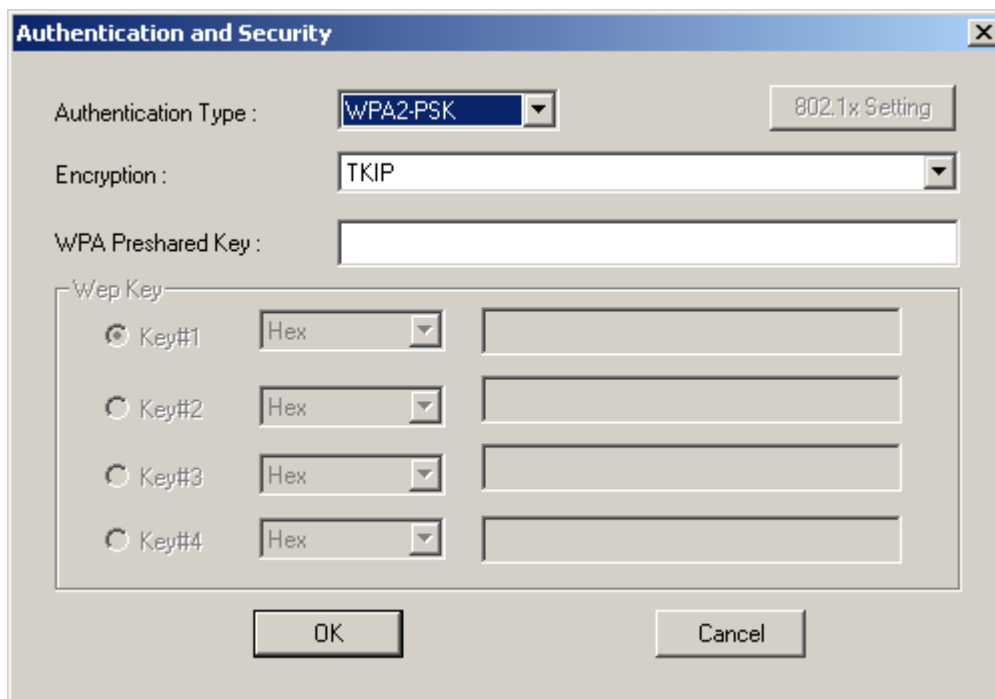 Authentication and Security
Authentication Type : WPA2-PSK 802.1x Setting
Encryption : TKIP
WPA Preshared Key :
Wep Key
Key#1 Hex
Key#2 Hex
Key#3 Hex
Key#4 Hex
OK Cancel